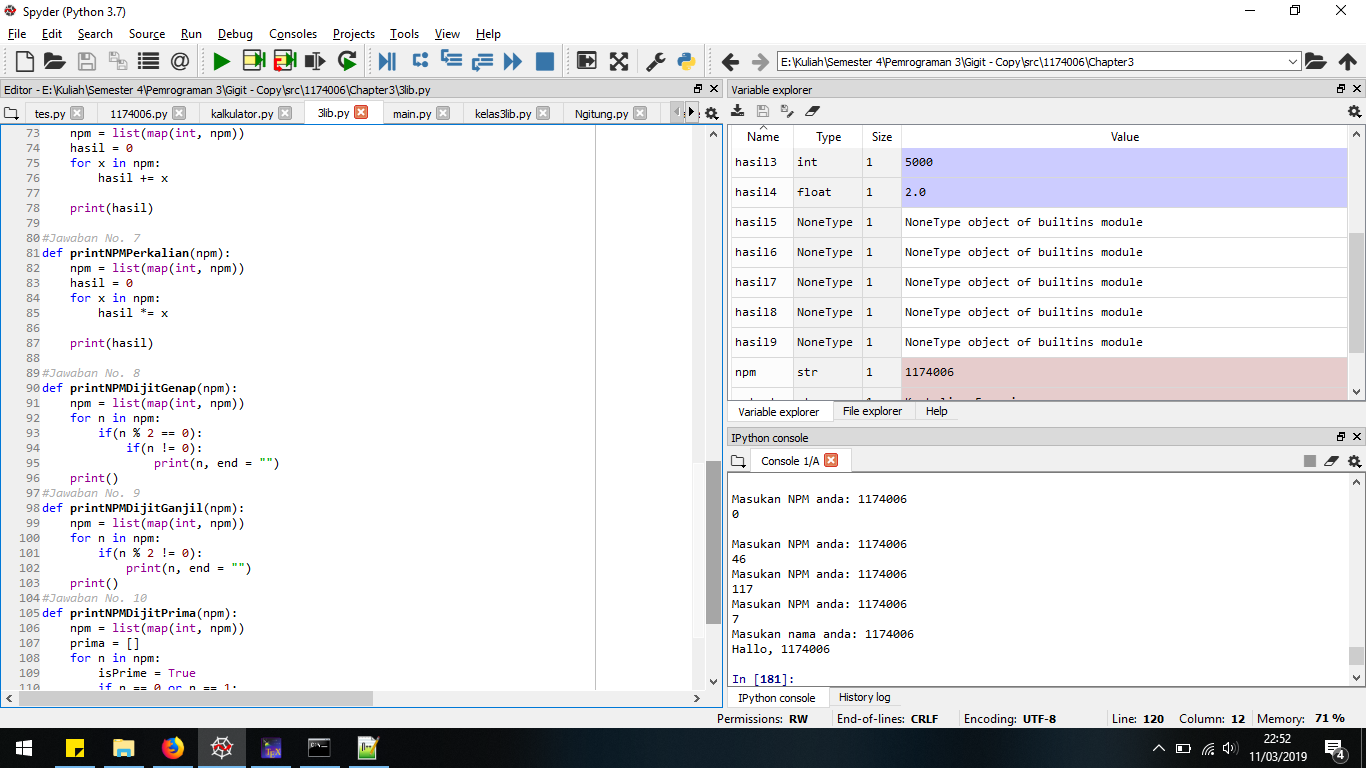 Spyder (Python 3.7)
File Edit Search Source Run Debug Consoles Projects Tools View Help
E:\Kuliah\Semester 4\Pemrograman 3\Gigit - Copy\src\1174006\Chapter3
Editor - E:\Kuliah\Semester 4\Pemrograman 3\Gigit - Copy\src\1174006\Chapter3\3lib.py
tes.py 1174006.py kalkulator.py 3lib.py main.py kelas3lib.py Ngitung.py
73 npm = list(map(int, npm))
74 hasil = 0
75 for x in npm:
76 hasil += x
77
78 print(hasil)
79
80 #Jawaban No. 7
81 def printNPMPerkalian(npm):
82 npm = list(map(int, npm))
83 hasil = 0
84 for x in npm:
85 hasil *= x
86
87 print(hasil)
88
89 #Jawaban No. 8
90 def printNPMDijitGenap(npm):
91 npm = list(map(int, npm))
92 for n in npm:
93 if(n % 2 == 0):
94 if(n != 0):
95 print(n, end = "")
96 print()
97 #Jawaban No. 9
98 def printNPMDijitGanjil(npm):
99 npm = list(map(int, npm))
100 for n in npm:
101 if(n % 2 != 0):
102 print(n, end = "")
103 print()
104 #Jawaban No. 10
105 def printNPMDijitPrima(npm):
106 npm = list(map(int, npm))
107 prima = []
108 for n in npm:
109 isPrime = True
110 if n == 0 or n == 1:
Variable explorer
Name Type Size Value
hasil3 int 1 5000
hasil4 float 1 2.0
hasil5 NoneType 1 NoneType object of builtins module
hasil6 NoneType 1 NoneType object of builtins module
hasil7 NoneType 1 NoneType object of builtins module
hasil8 NoneType 1 NoneType object of builtins module
hasil9 NoneType 1 NoneType object of builtins module
npm str 1 1174006
Variable explorer File explorer Help
IPython console
Console 1/A
Masukan NPM anda: 1174006
0
Masukan NPM anda: 1174006
46
Masukan NPM anda: 1174006
117
Masukan NPM anda: 1174006
7
Masukan nama anda: 1174006
Hallo, 1174006
In [181]:
IPython console History log
Permissions: RW End-of-lines: CRLF Encoding: UTF-8 Line: 120 Column: 12 Memory: 71 %
22:52
11/03/2019
4